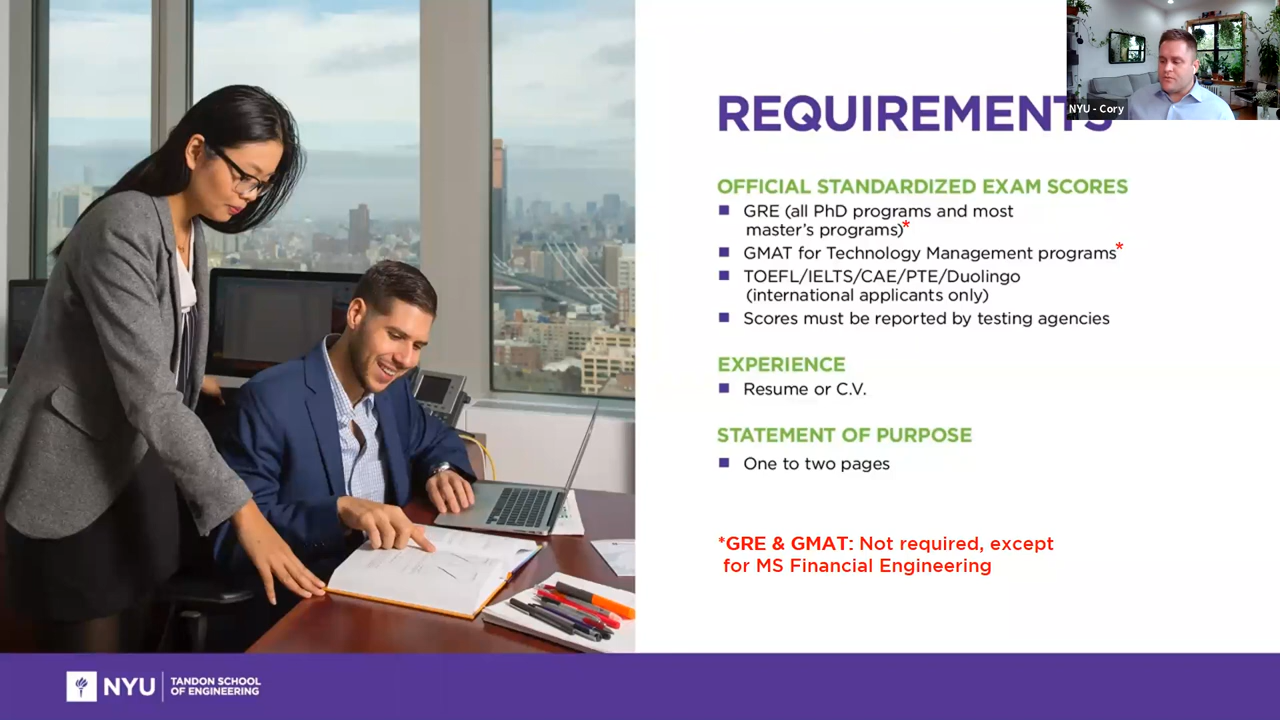 REQUIREMENTS
NYU - Cory
OFFICIAL STANDARDIZED EXAM SCORES
GRE (all PhD programs and most
master's programs)*
GMAT for Technology Management programs*
TOEFL/IELTS/CAE/PTE/Duolingo
(international applicants only)
Scores must be reported by testing agencies
EXPERIENCE
Resume or C.V.
STATEMENT OF PURPOSE
One to two pages
*GRE & GMAT: Not required, except
for MS Financial Engineering
NYU
TANDON SCHOOL
OF ENGINEERING